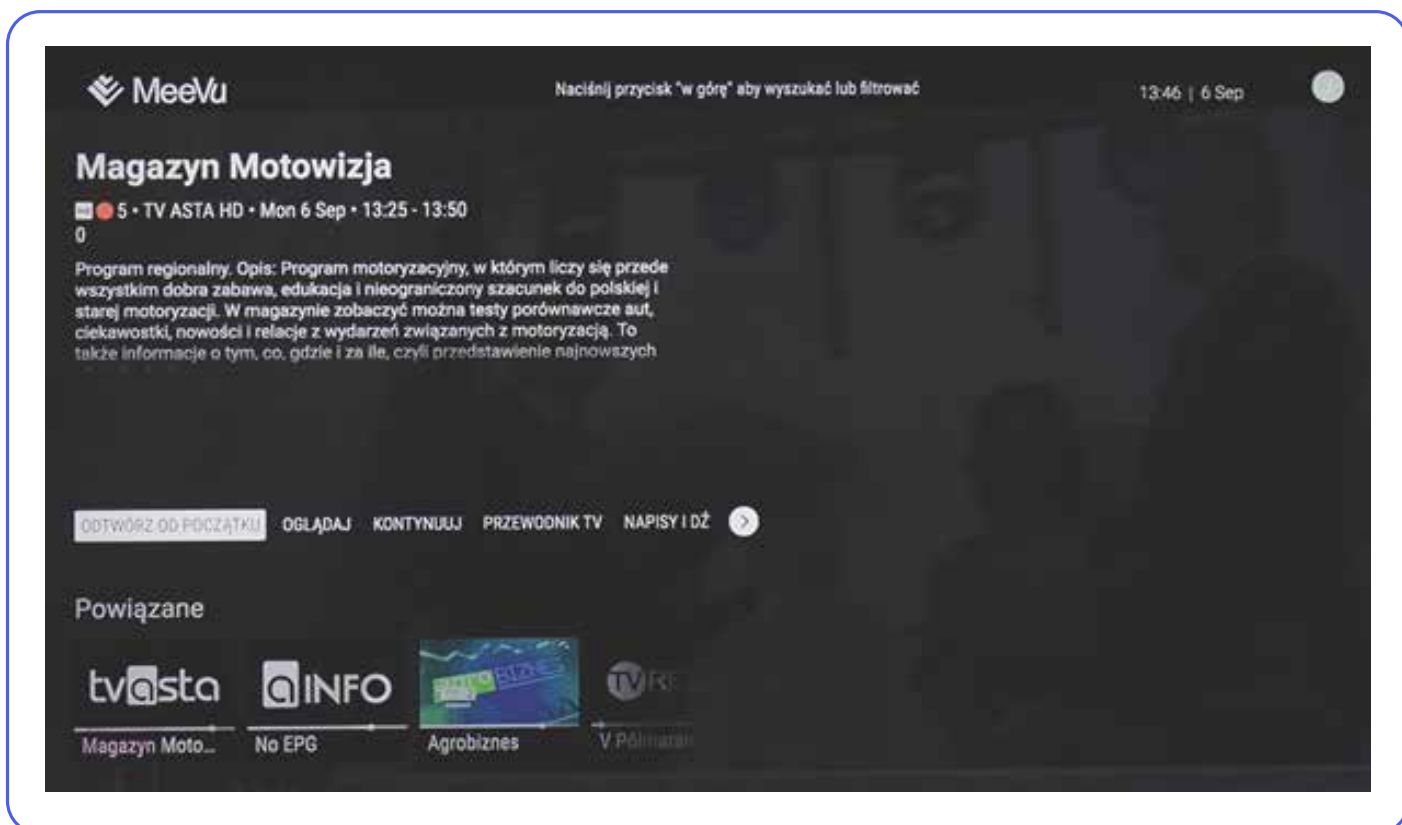 MeeVu
Naciśnij przycisk "w górę" aby wyszukać lub filtrować
13:46 | 6 Sep
Magazyn Motowizja
5 • TV ASTA HD • Mon 6 Sep • 13:25 - 13:50
0
Program regionalny. Opis: Program motoryzacyjny, w którym liczy się przede
wszystkim dobra zabawa, edukacja i nieograniczony szacunek do polskiej i
starej motoryzacji. W magazynie zobaczyć można testy porównawcze aut,
ciekawostki, nowości i relacje z wydarzeń związanych z motoryzacją. To
także informacje o tym, co, gdzie i za ile, czyli przedstawienie najnowszych
ODTWÓRZ OD POCZĄTKU OGLĄDAJ KONTYNUUJ PRZEWODNIK TV NAPISY I DŹ
Powiązane
tvasta
a INFO
BIZNES
TV
Magazyn Moto...
No EPG
Agrobiznes
V